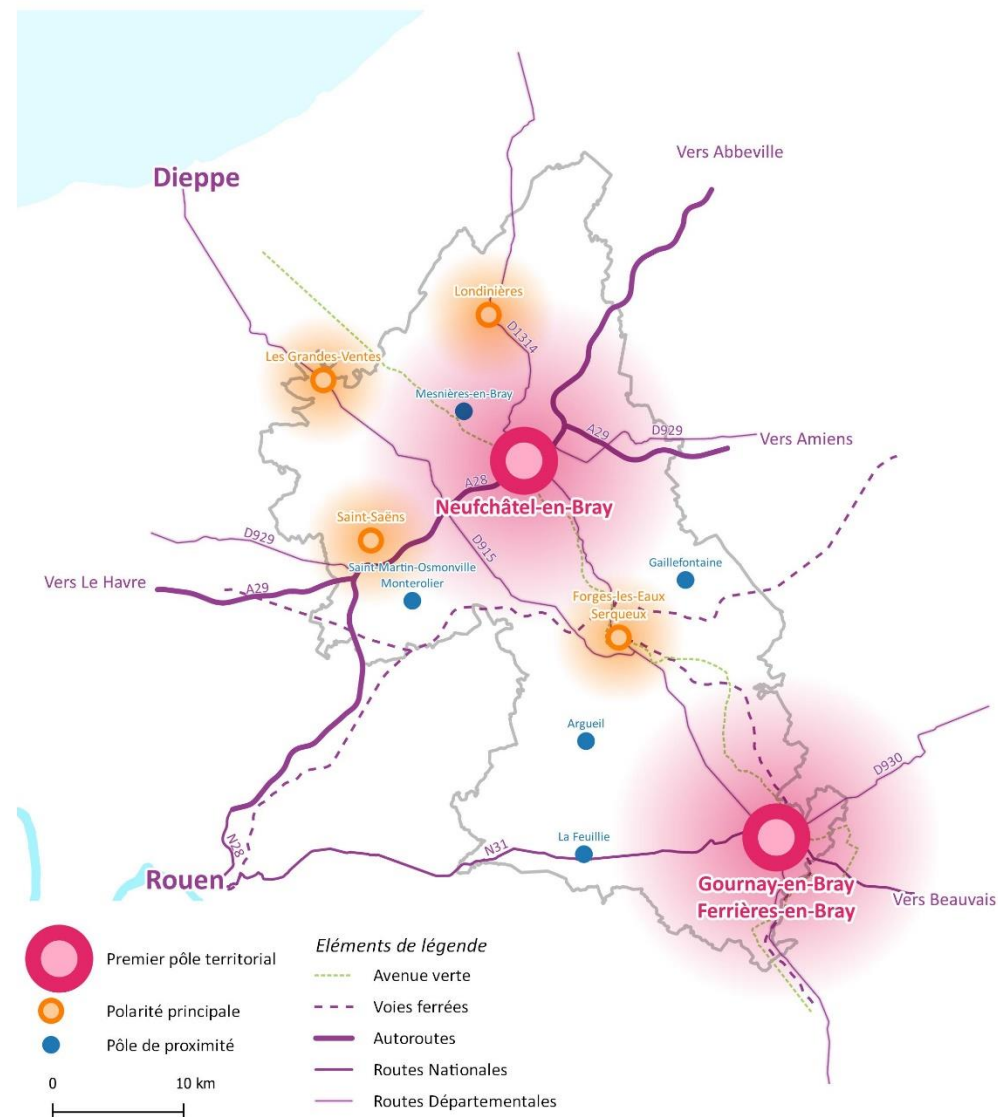 Dieppe
Vers Abbeville
Londinières
D1314
Les Grandes-Ventes
Mesnières-en-Bray
A29
D929
Vers Amiens
A28
Neufchâtel-en-Bray
Saint-Saëns
D929
D915
Saint-Martin-Osmonville
Monterolier
Vers Le Havre
A29
Gaillefontaine
Forges-les-Eaux
Serqueux
Argueil
D930
La Feuillie
N31
N28
Rouen
Gournay-en-Bray
Ferrières-en-Bray
Vers Beauvais
Premier pôle territorial
Polarité principale
Pôle de proximité
0 10 km
Eléments de légende
Avenue verte
Voies ferrées
Autoroutes
Routes Nationales
Routes Départementales